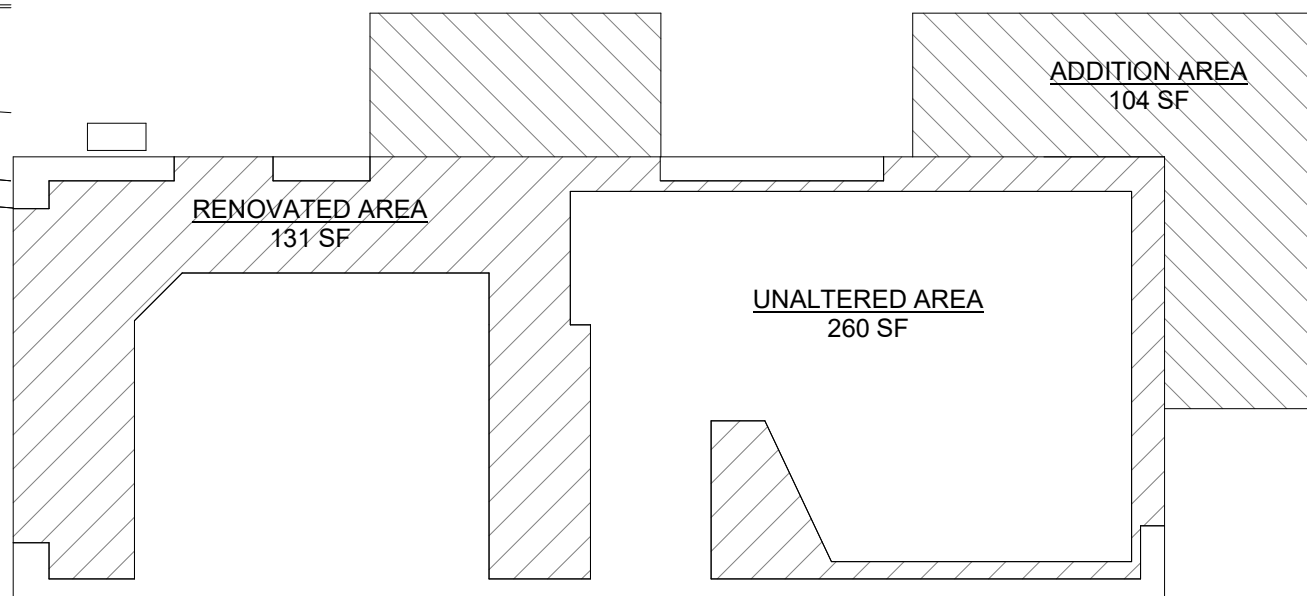 ADDITION AREA
104 SF
RENOVATED AREA
131 SF
UNALTERED AREA
260 SF